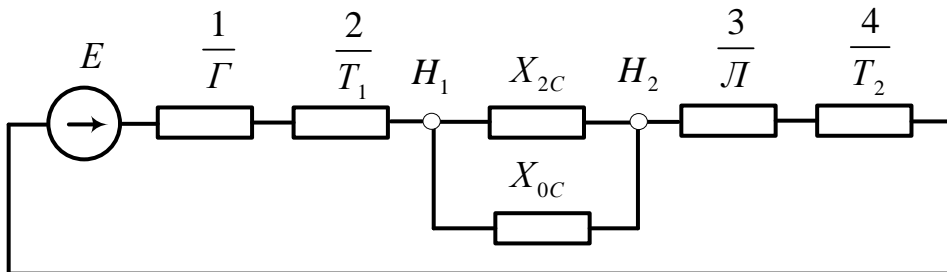 E
1/Г
2/T₁
H₁
X₂C
H₂
3/Л
4/T₂
X₀C